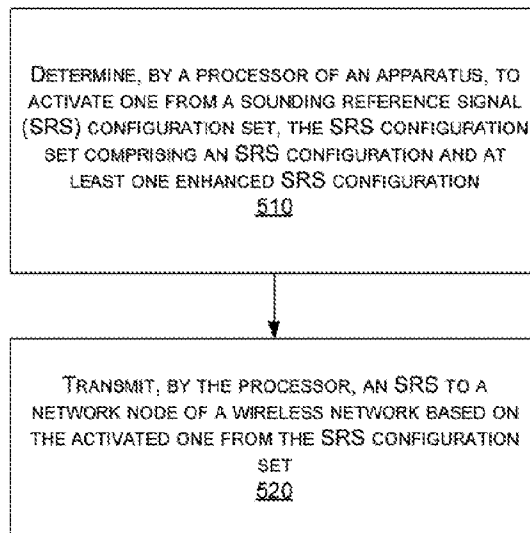 DETERMINE, BY A PROCESSOR OF AN APPARATUS, TO
ACTIVATE ONE FROM A SOUNDING REFERENCE SIGNAL
(SRS) CONFIGURATION SET, THE SRS CONFIGURATION
SET COMPRISING AN SRS CONFIGURATION AND AT
LEAST ONE ENHANCED SRS CONFIGURATION
510
TRANSMIT, BY THE PROCESSOR, AN SRS TO A
NETWORK NODE OF A WIRELESS NETWORK BASED ON
THE ACTIVATED ONE FROM THE SRS CONFIGURATION
SET
520